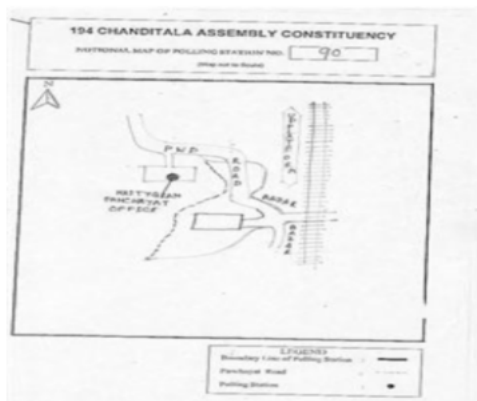 194 CHANDITALA ASSEMBLY CONSTITUENCY
NOTIONAL MAP OF POLLING STATION NO. 90
(Map not to Scale)
N
P.W.D
ROAD
PANCHAYAT
OFFICE
LEGEND
Boundary Line of Polling Station
Panchayat Road
Polling Station